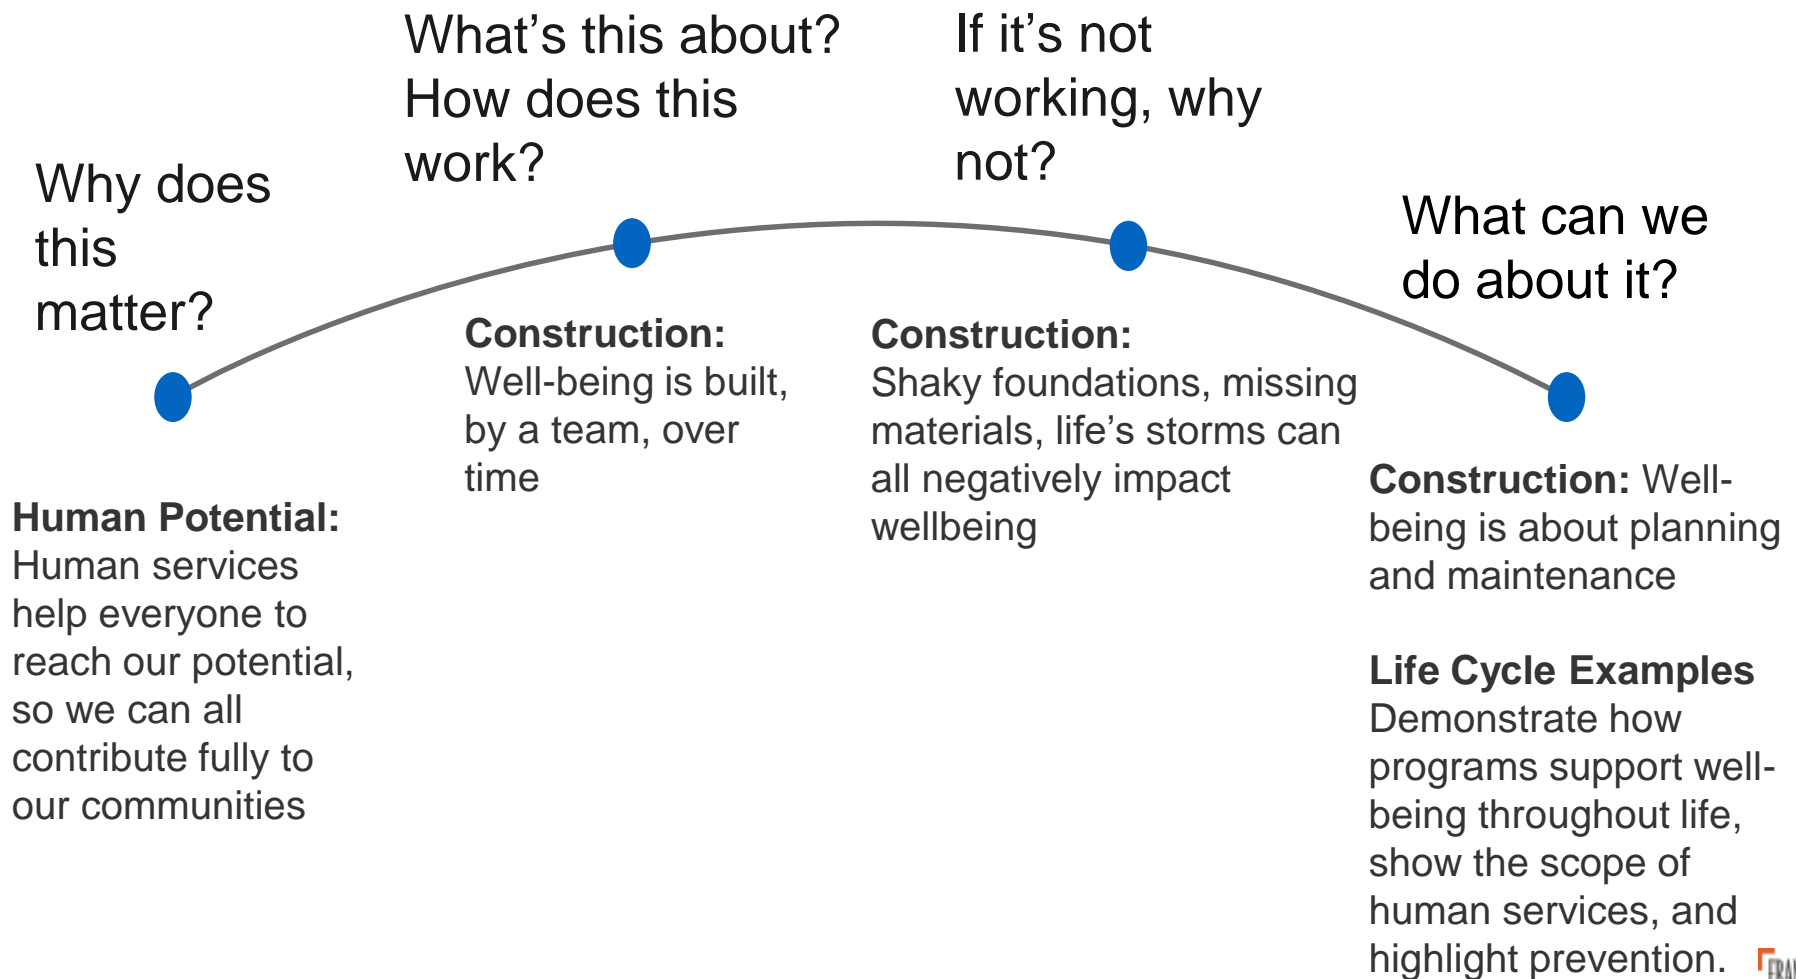 Why does
this
matter?
Human Potential:
Human services
help everyone to
reach our potential,
so we can all
contribute fully to
our communities
What’s this about?
How does this
work?
Construction:
Well-being is built,
by a team, over
time
If it’s not
working, why
not?
Construction:
Shaky foundations, missing
materials, life’s storms can
all negatively impact
wellbeing
What can we
do about it?
Construction: Well-
being is about planning
and maintenance
Life Cycle Examples
Demonstrate how
programs support well-
being throughout life,
show the scope of
human services, and
highlight prevention.